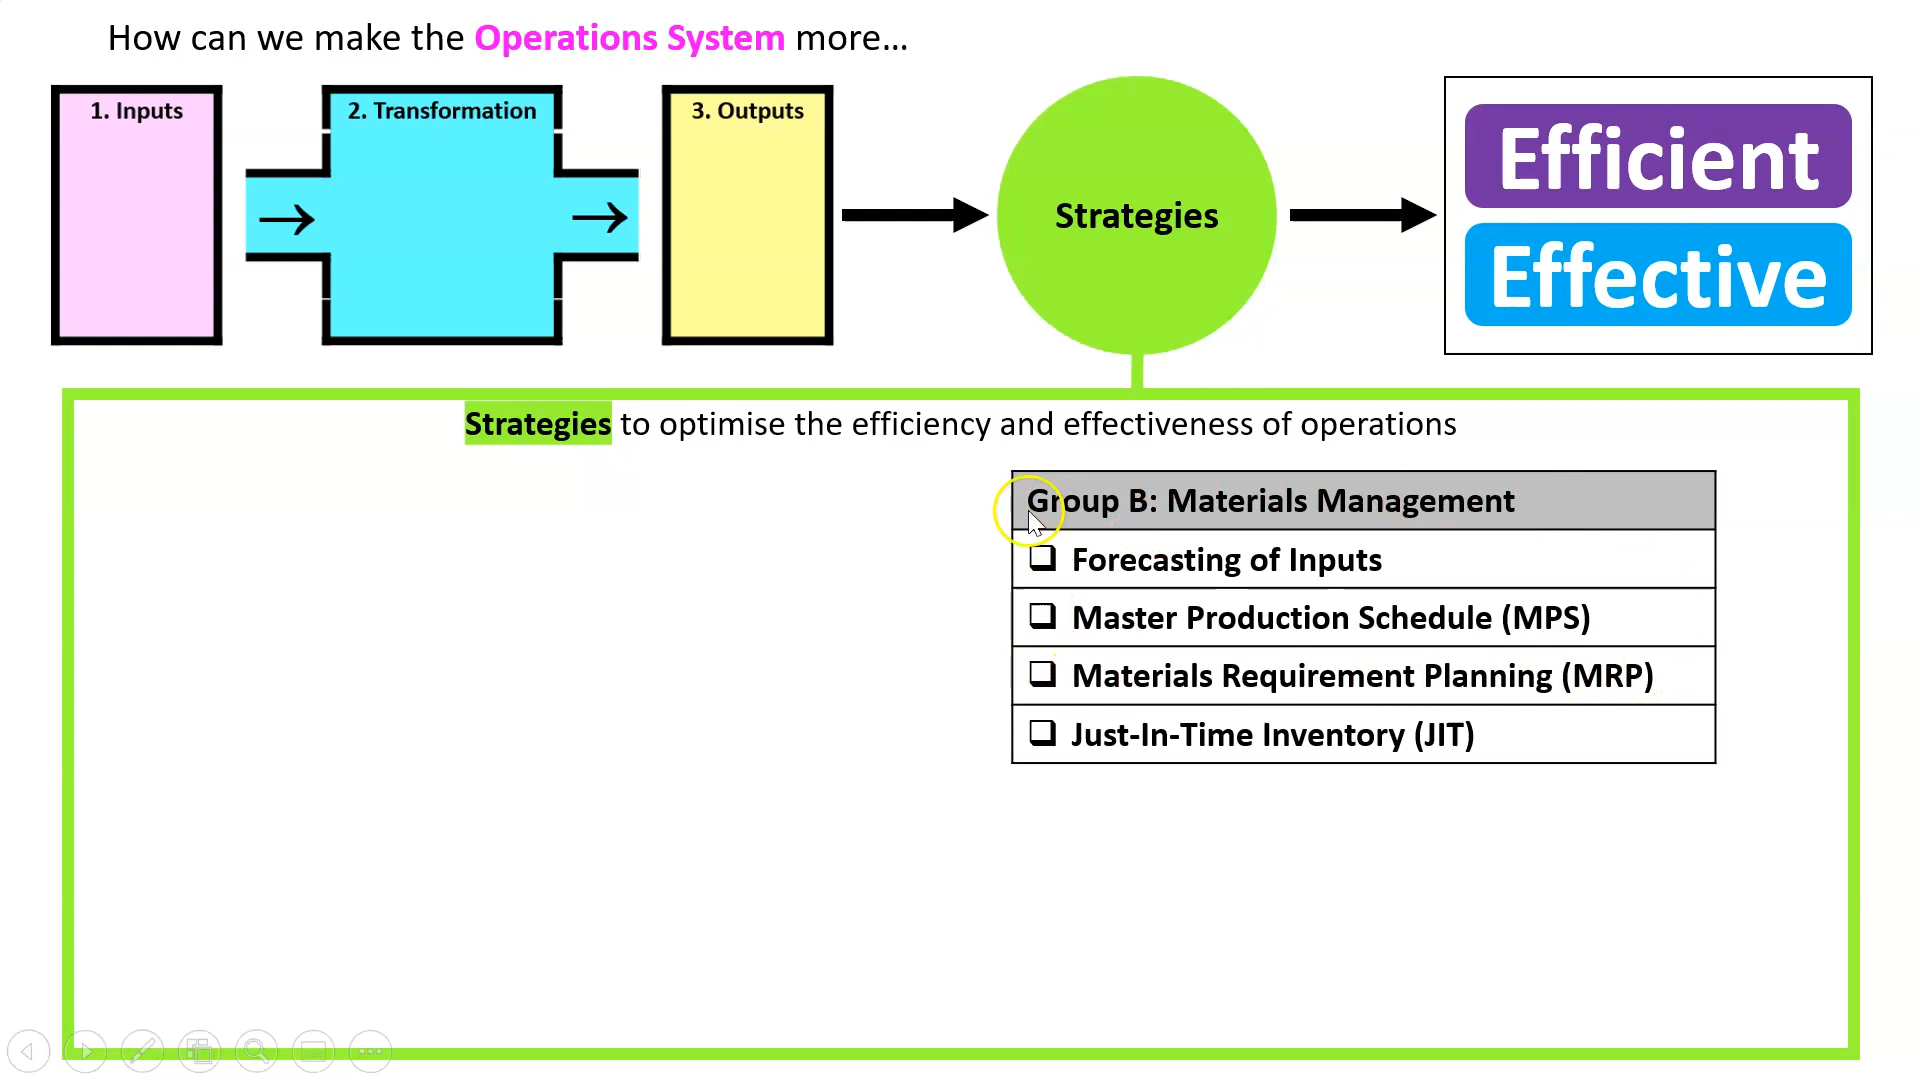 How can we make the Operations System more...
1. Inputs
2. Transformation
3. Outputs
Strategies
Efficient
Effective
Strategies to optimise the efficiency and effectiveness of operations
Group B: Materials Management
❑ Forecasting of Inputs
❑ Master Production Schedule (MPS)
❑ Materials Requirement Planning (MRP)
❑ Just-In-Time Inventory (JIT)